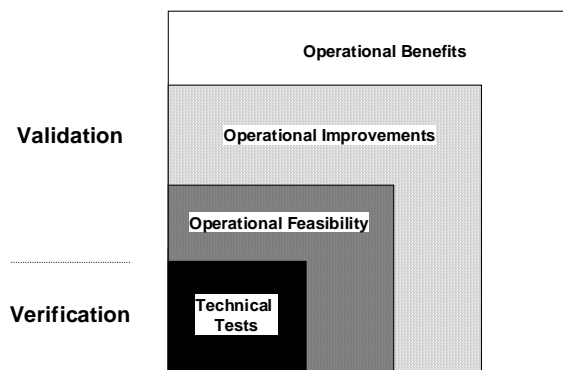 Operational Benefits
Validation
Operational Improvements
Operational Feasibility
Verification
Technical
Tests